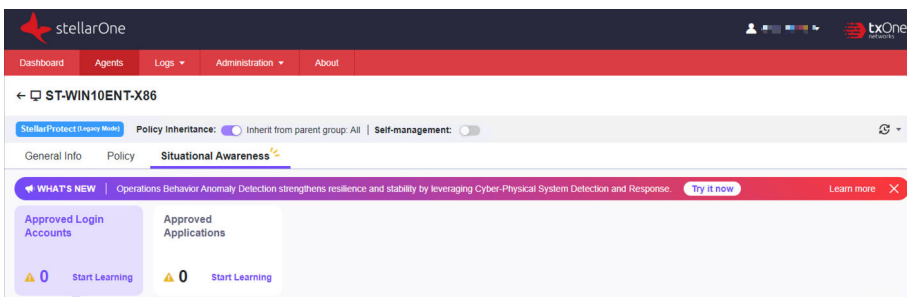 stellarOne
txOne
networks
Dashboard Agents Logs Administration About
ST-WIN10ENT-X86
StellarProtect (Legacy Mode) Policy Inheritance: Inherit from parent group: All | Self-management:
General Info Policy Situational Awareness
WHAT'S NEW | Operations Behavior Anomaly Detection strengthens resilience and stability by leveraging Cyber-Physical System Detection and Response. Try it now Learn more
Approved Login
Accounts
Approved
Applications
0 Start Learning
0 Start Learning